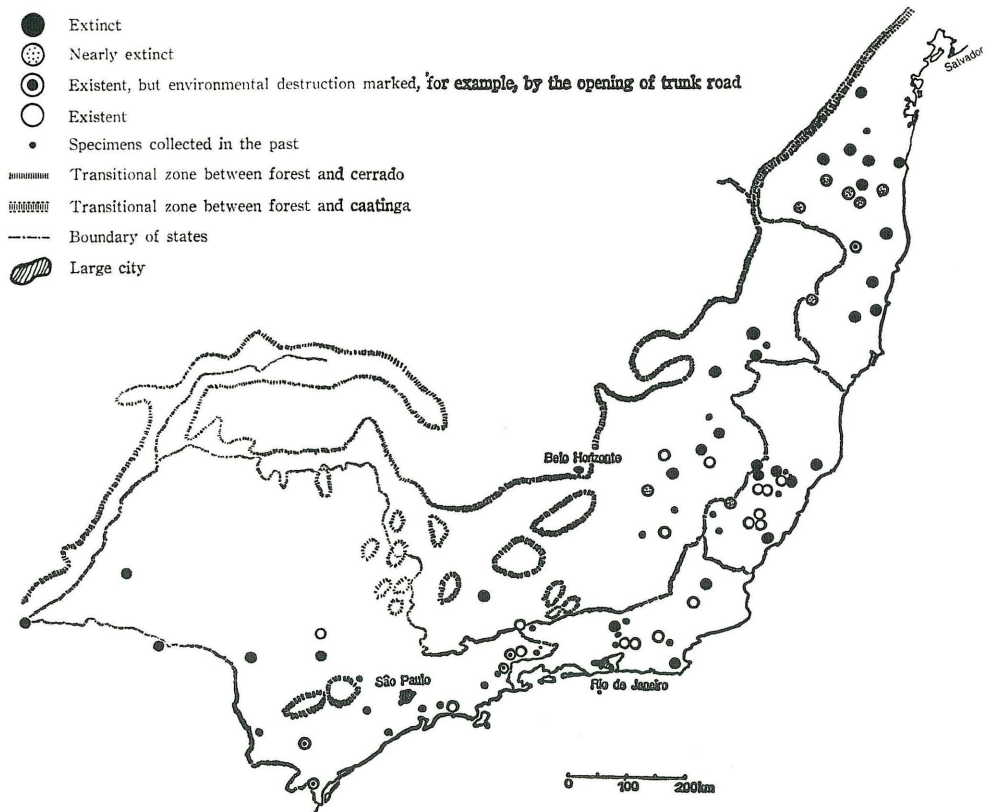 Extinct
Nearly extinct
Existent, but environmental destruction marked, for example, by the opening of trunk road
Existent
Specimens collected in the past
Transitional zone between forest and cerrado
Transitional zone between forest and caatinga
Boundary of states
Large city
Salvador
Belo Horizonte
São Paulo
Rio de Janeiro
0 100 200km